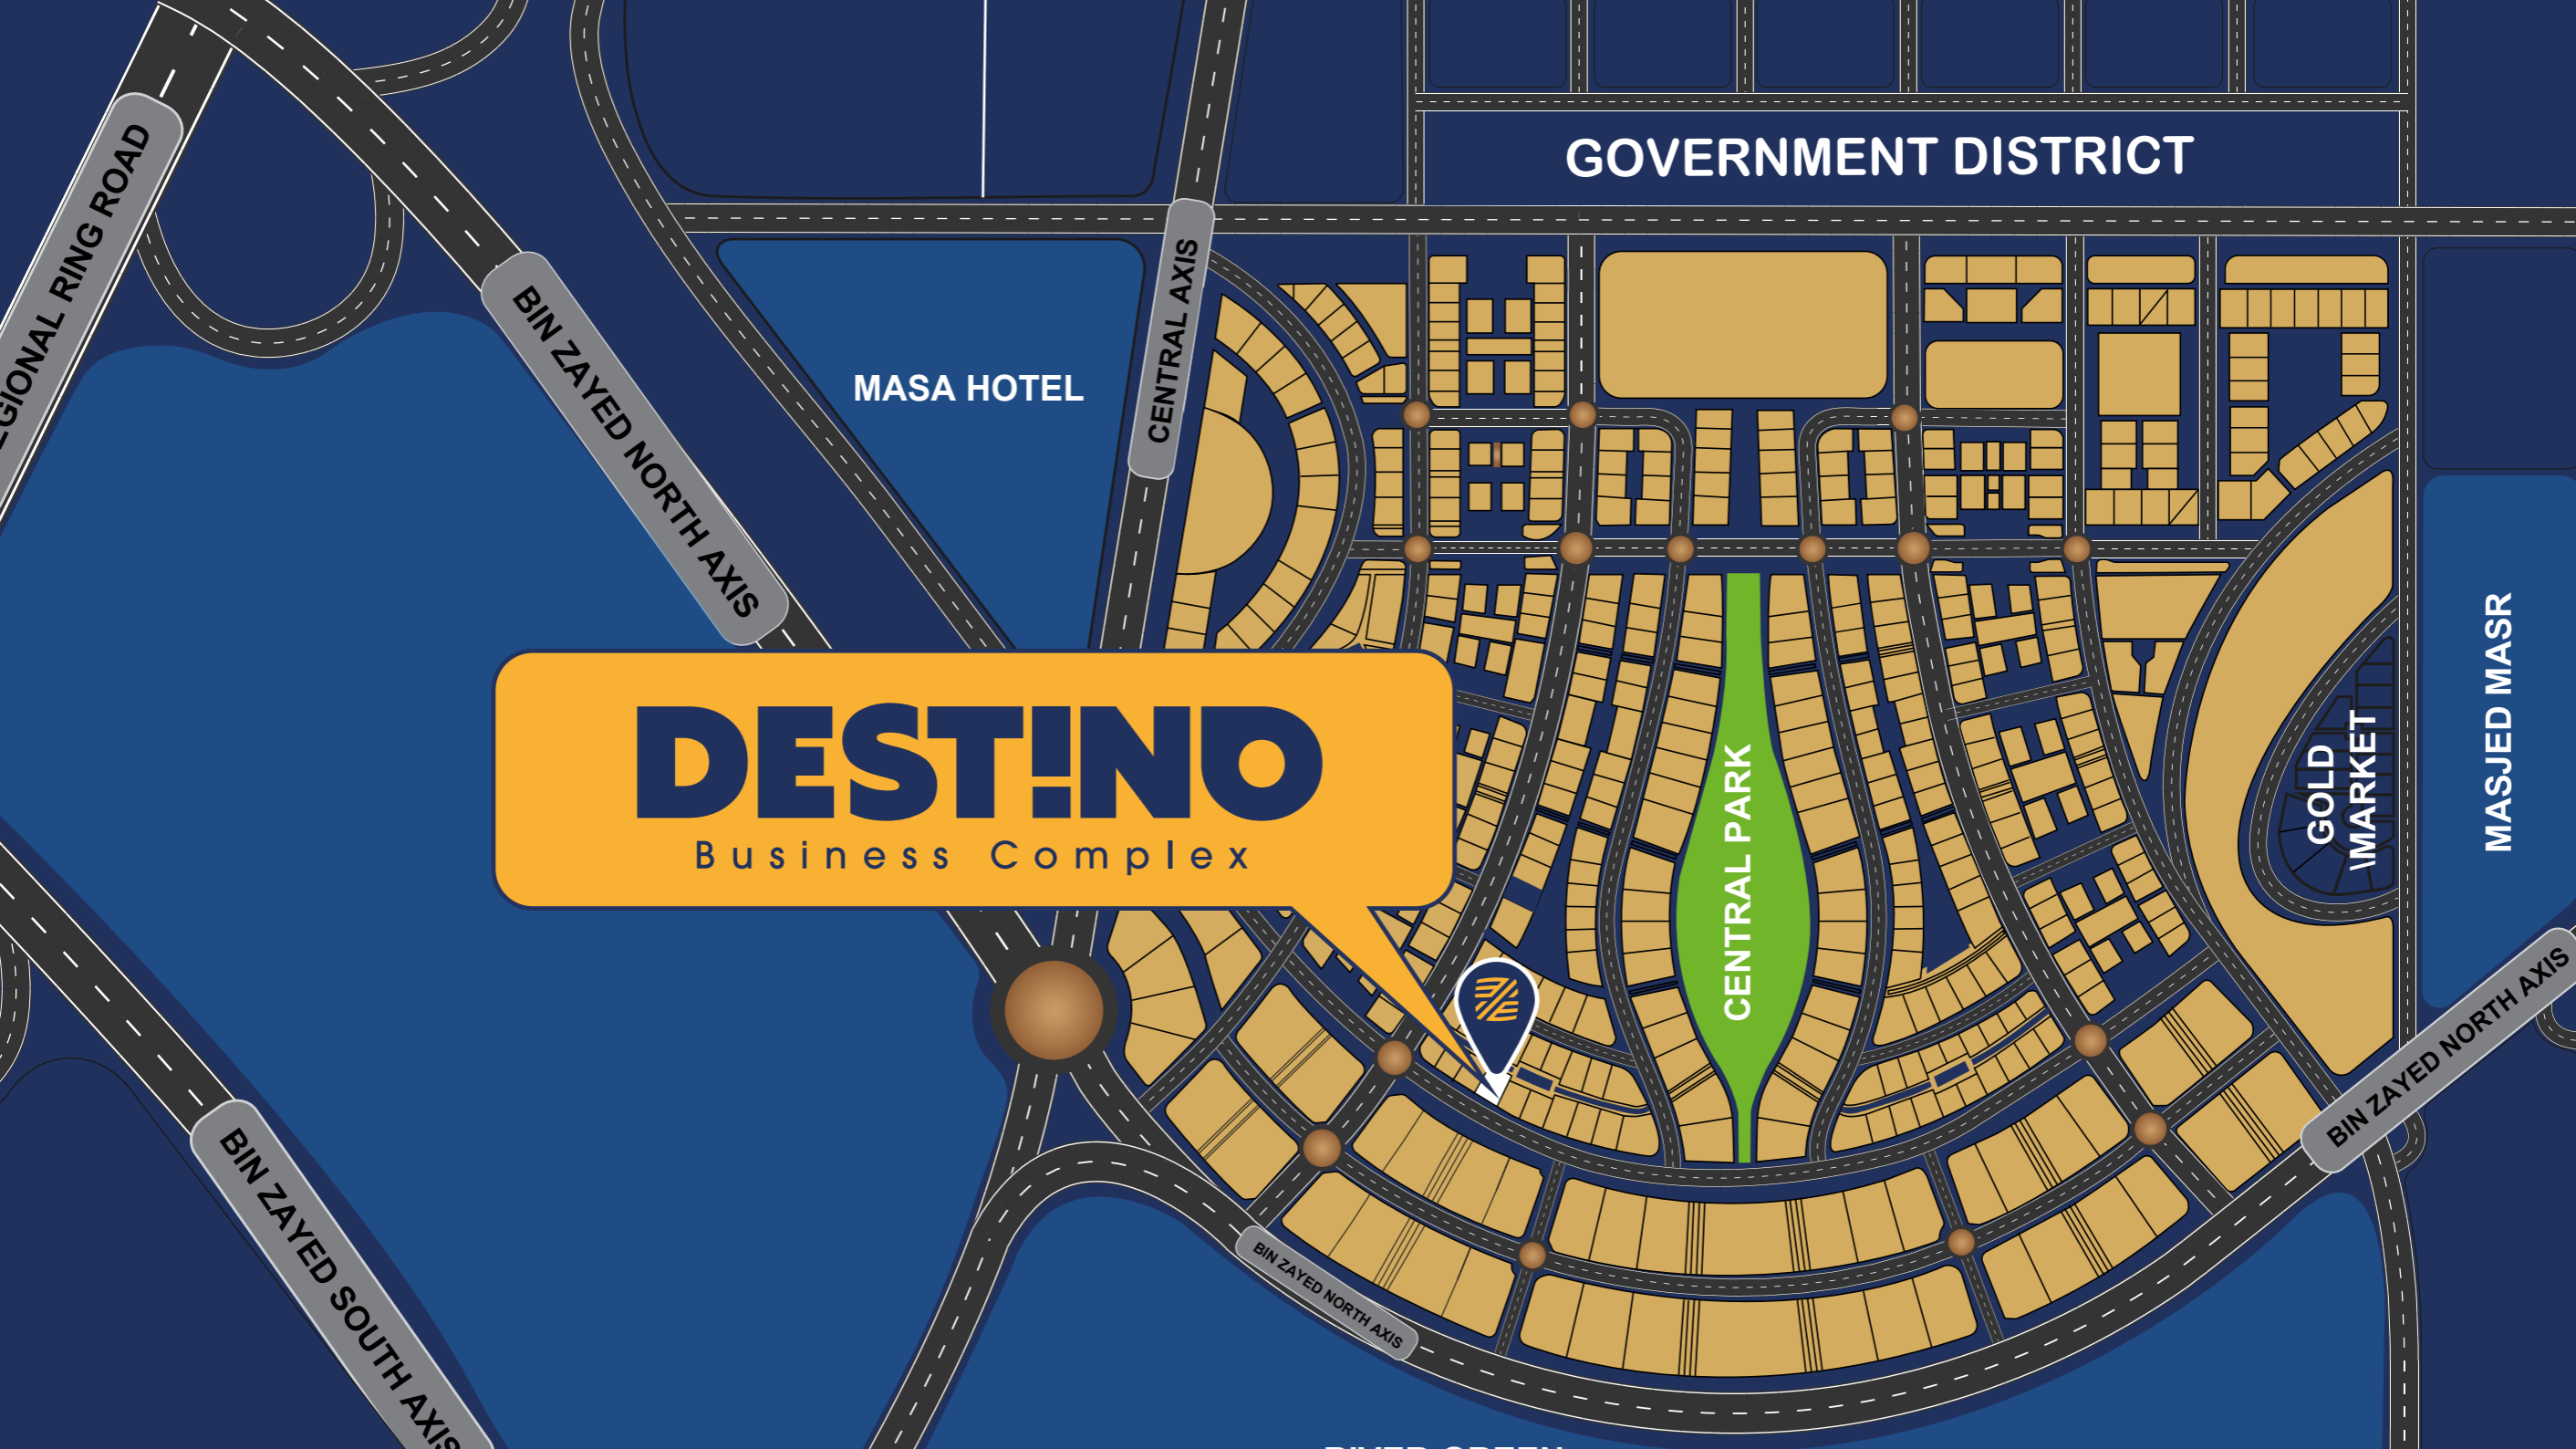 GOVERNMENT DISTRICT
REGIONAL RING ROAD
BIN ZAYED NORTH AXIS
CENTRAL AXIS
MASA HOTEL
DEST!NO
Business Complex
CENTRAL PARK
GOLD
\MARKET
MASJED MASR
BIN ZAYED NORTH AXIS
BIN ZAYED SOUTH AXIS
BIN ZAYED NORTH AXIS